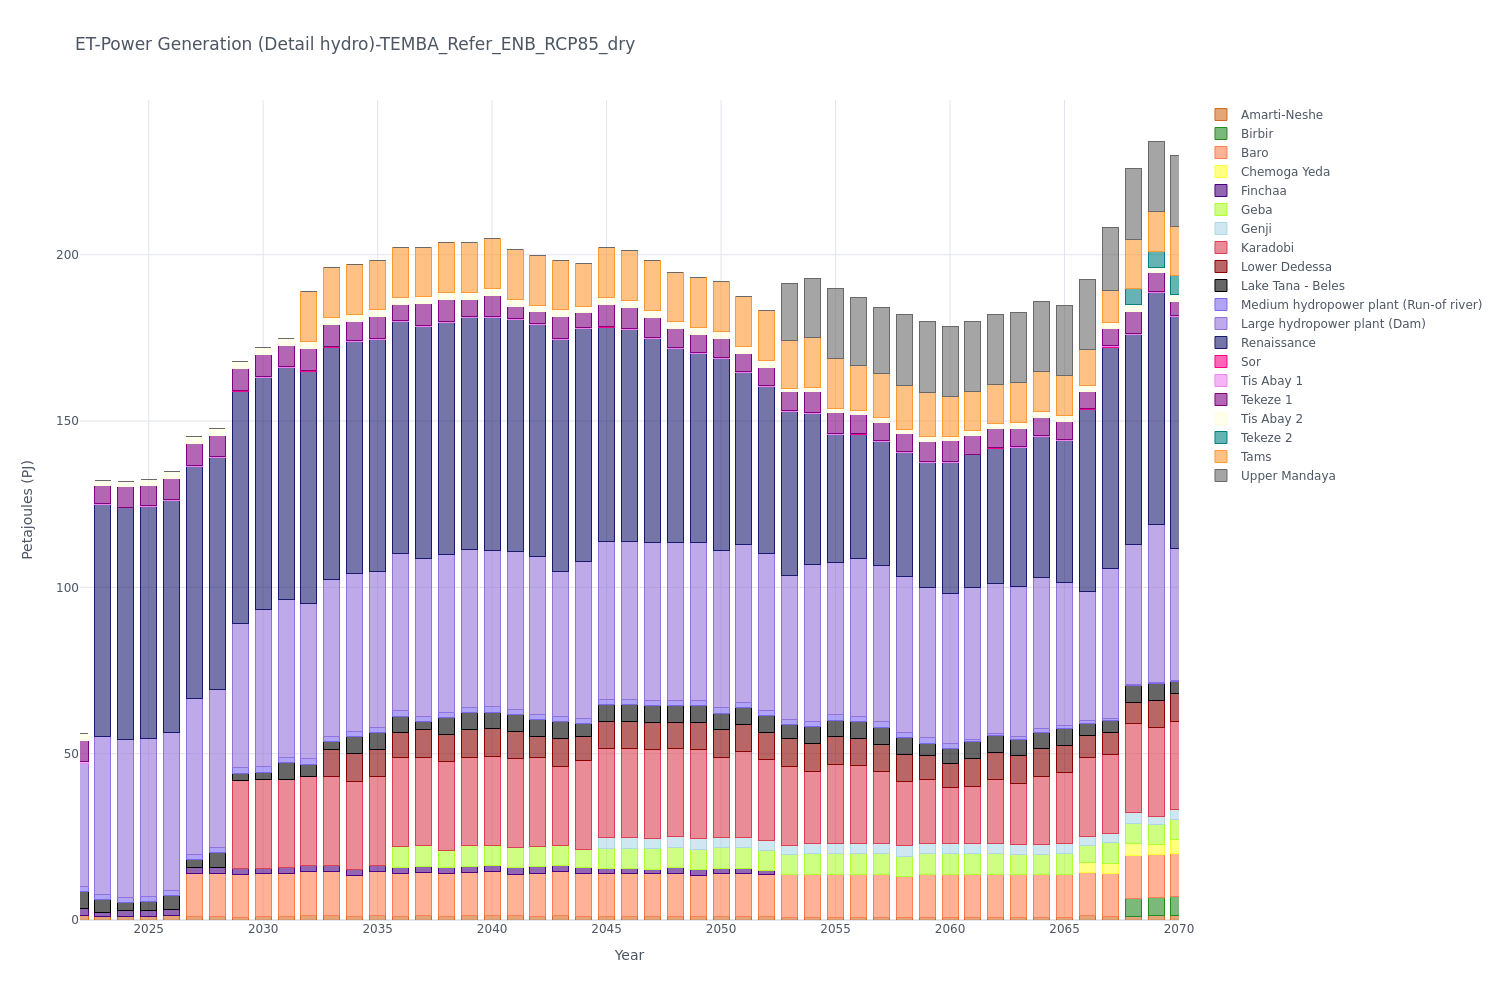 ET-Power Generation (Detail hydro)-TEMBA_Refer_ENB_RCP85_dry
Amarti-Neshe
Birbir
Baro
Chemoga Yeda
Finchaa
Geba
Genji
Karadobi
Lower Dedessa
Lake Tana - Beles
Medium hydropower plant (Run-of river)
Large hydropower plant (Dam)
Renaissance
Sor
Tis Abay 1
Tekeze 1
Tis Abay 2
Tekeze 2
Tams
Upper Mandaya
200
150
100
50
0
Petajoules (PJ)
2025 2030 2035 2040 2045 2050 2055 2060 2065 2070
Year